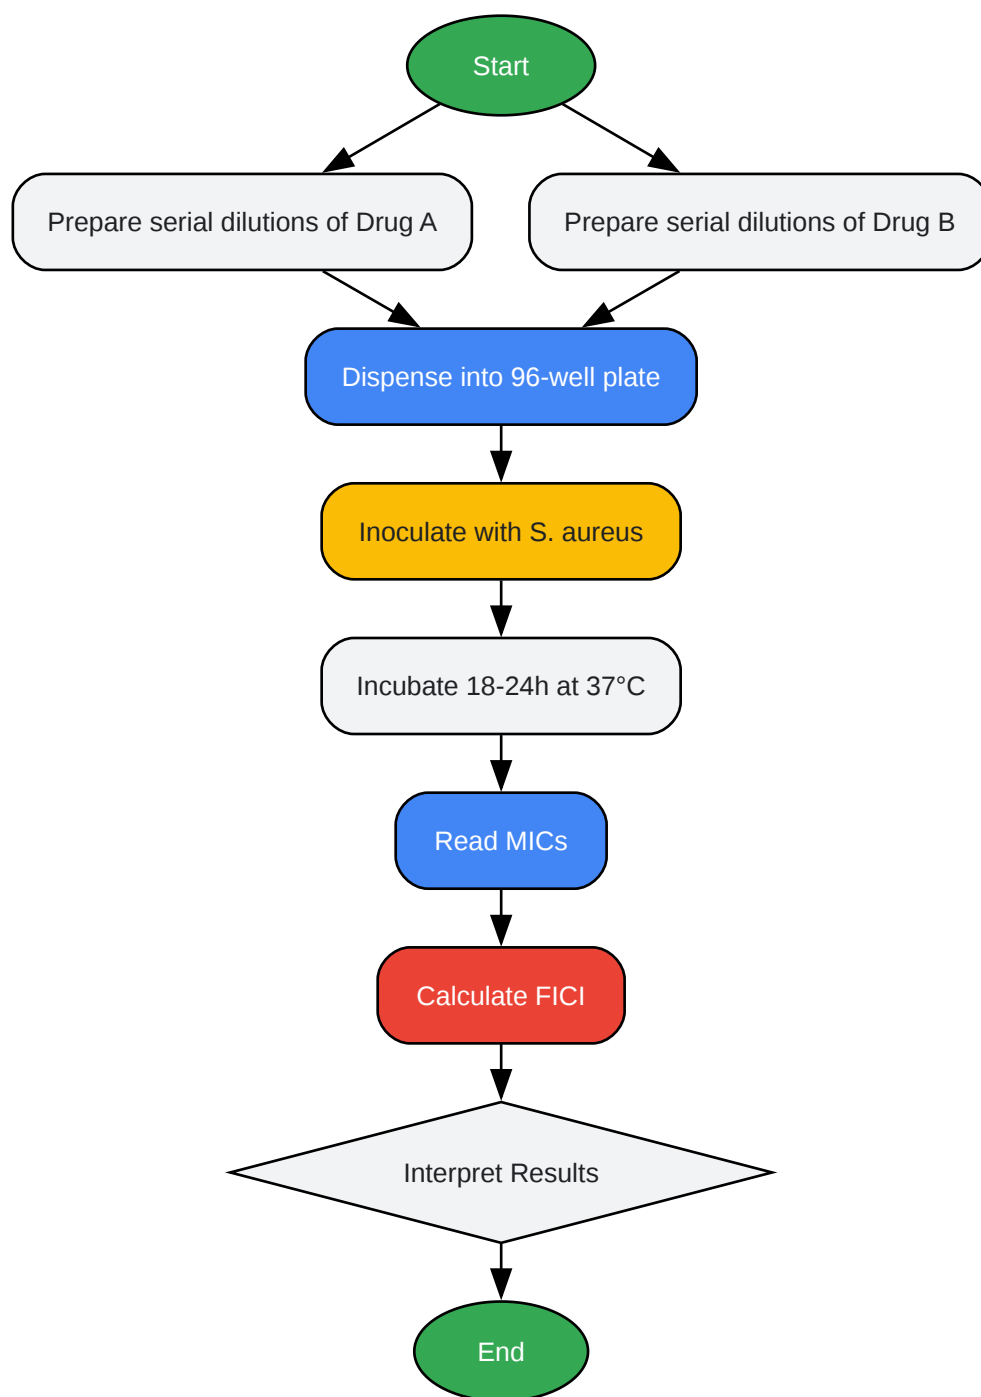 Start
Prepare serial dilutions of Drug A
Prepare serial dilutions of Drug B
Dispense into 96-well plate
Inoculate with S. aureus
Incubate 18-24h at 37°C
Read MICs
Calculate FICI
Interpret Results
End